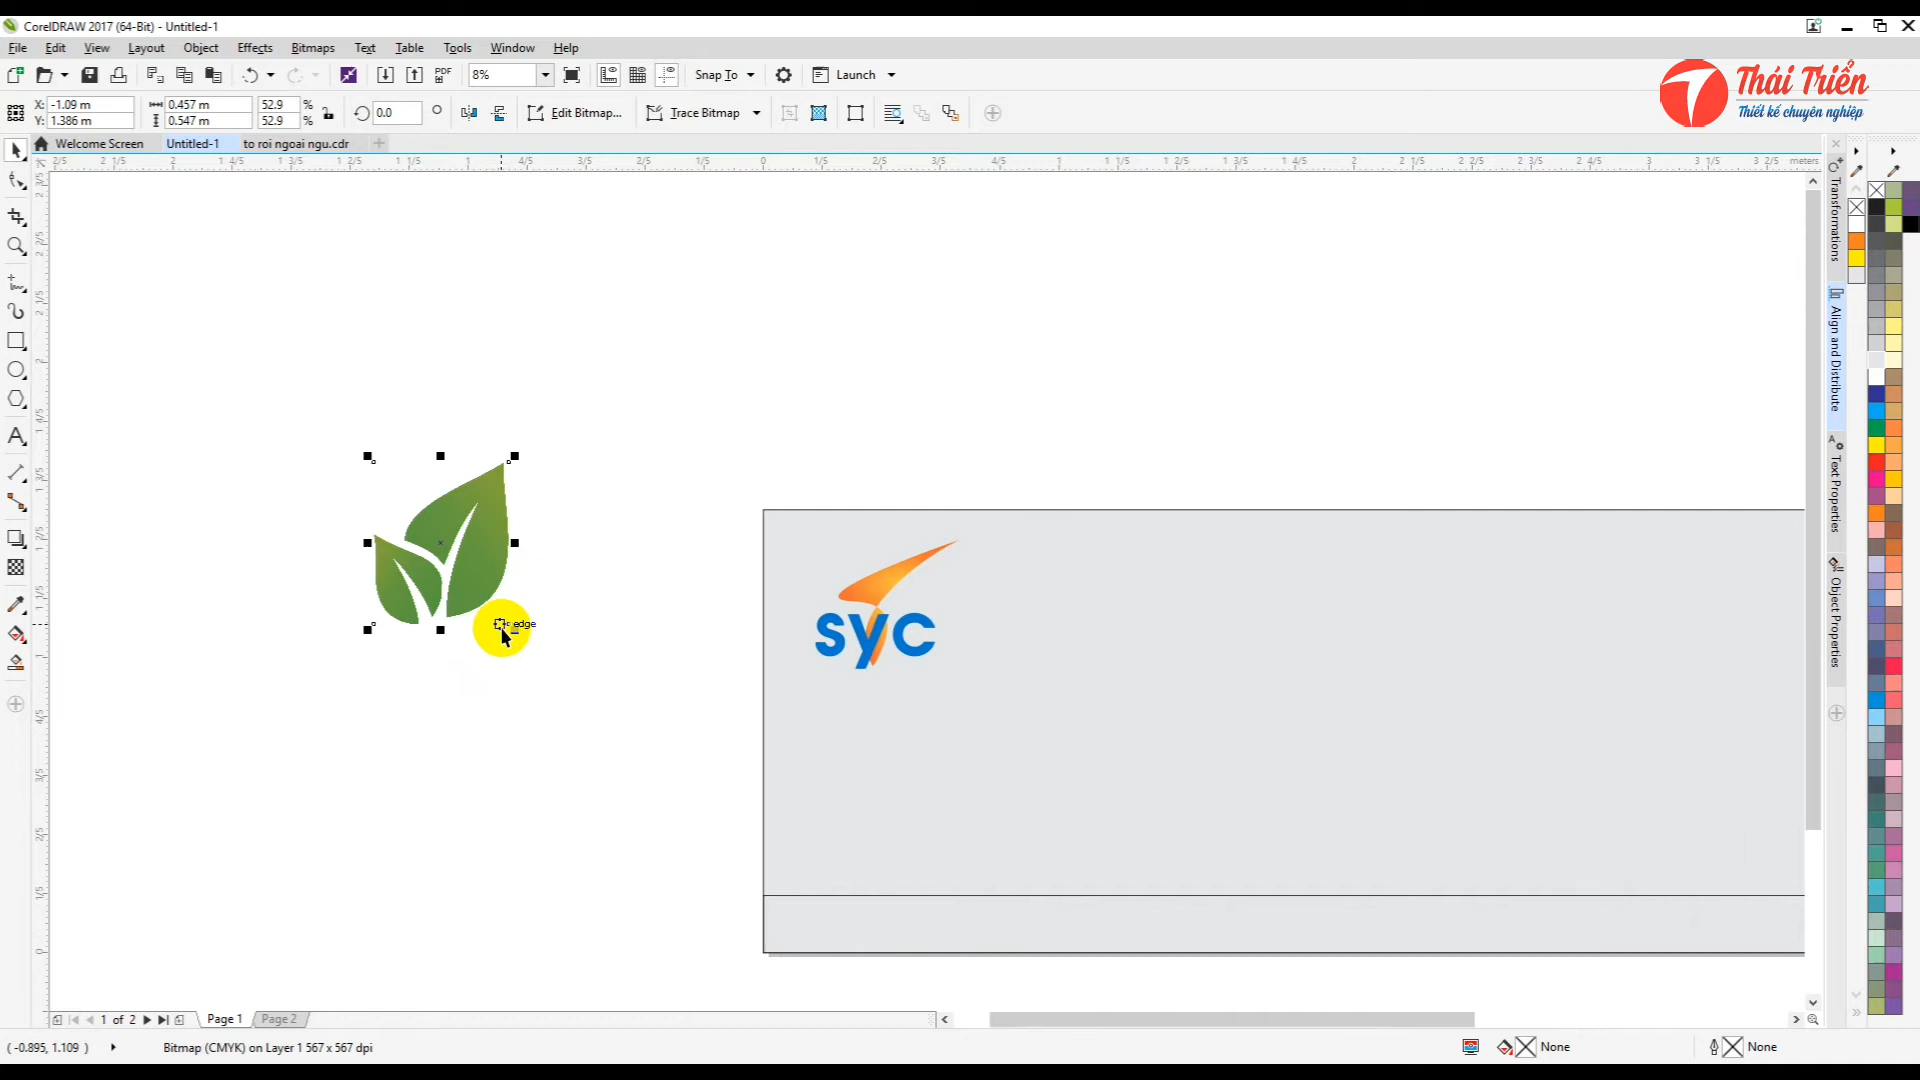 CorelDRAW 2017 (64-Bit) - Untitled-1
File Edit View Layout Object Effects Bitmaps Text Table Tools Window Help
PDF 8% Snap To Launch
Thái Triển
Thiết kế chuyên nghiệp
X: -1.09 m 0.457 m 52.9 % 0.0 Edit Bitmap... Trace Bitmap
Y: 1.386 m 0.547 m 52.9 %
Welcome Screen Untitled-1 to roi ngoai ngu.cdr
meters
Transformations
Align and Distribute
Text Properties
Object Properties
edge
syc
1 of 2 Page 1 Page 2
( -0.895, 1.109 ) Bitmap (CMYK) on Layer 1 567 x 567 dpi None None